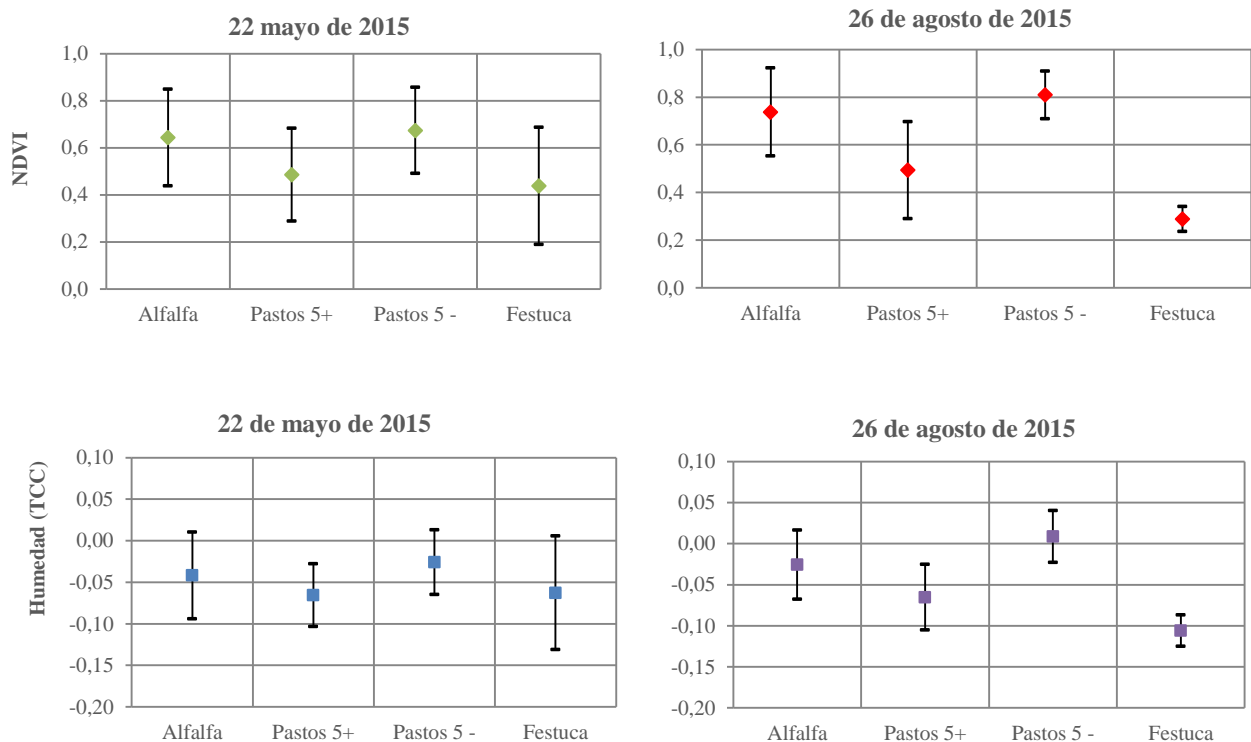 22 mayo de 2015
NDVI
1,0
0,8
0,6
0,4
0,2
0,0
Alfalfa Pastos 5+ Pastos 5 - Festuca
26 de agosto de 2015
1,0
0,8
0,6
0,4
0,2
0,0
Alfalfa Pastos 5+ Pastos 5 - Festuca
22 de mayo de 2015
Humedad (TCC)
0,10
0,05
0,00
-0,05
-0,10
-0,15
-0,20
Alfalfa Pastos 5+ Pastos 5 - Festuca
26 de agosto de 2015
0,10
0,05
0,00
-0,05
-0,10
-0,15
-0,20
Alfalfa Pastos 5+ Pastos 5 - Festuca